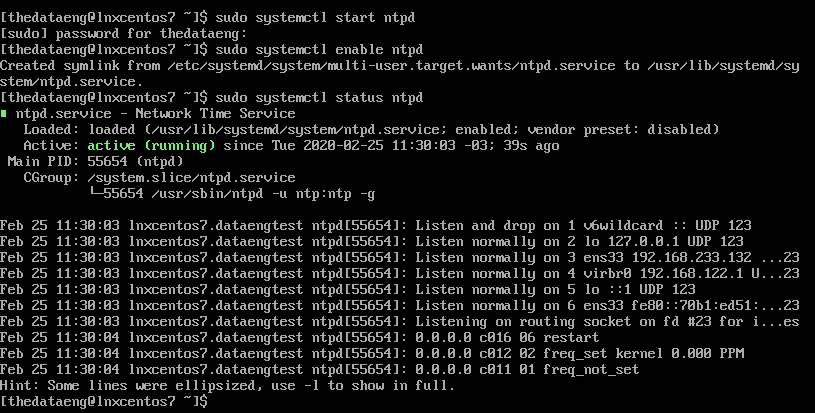 [thedataeng@lnxcentos7 ~]$ sudo systemctl start ntpd
[sudo] password for thedataeng:
[thedataeng@lnxcentos7 ~]$ sudo systemctl enable ntpd
Created symlink from /etc/systemd/system/multi-user.target.wants/ntpd.service to /usr/lib/systemd/sy
stem/ntpd.service.
[thedataeng@lnxcentos7 ~]$ sudo systemctl status ntpd
ntpd.service - Network Time Service
Loaded: loaded (/usr/lib/systemd/system/ntpd.service; enabled; vendor preset: disabled)
Active: active (running) since Tue 2020-02-25 11:30:03 -03; 39s ago
Main PID: 55654 (ntpd)
CGroup: /system.slice/ntpd.service
└─55654 /usr/sbin/ntpd -u ntp:ntp -g
Feb 25 11:30:03 lnxcentos7.dataengtest ntpd[55654]: Listen and drop on 1 v6wildcard :: UDP 123
Feb 25 11:30:03 lnxcentos7.dataengtest ntpd[55654]: Listen normally on 2 lo 127.0.0.1 UDP 123
Feb 25 11:30:03 lnxcentos7.dataengtest ntpd[55654]: Listen normally on 3 ens33 192.168.233.132 ...23
Feb 25 11:30:03 lnxcentos7.dataengtest ntpd[55654]: Listen normally on 4 virbr0 192.168.122.1 U...23
Feb 25 11:30:03 lnxcentos7.dataengtest ntpd[55654]: Listen normally on 5 lo ::1 UDP 123
Feb 25 11:30:03 lnxcentos7.dataengtest ntpd[55654]: Listen normally on 6 ens33 fe80::70b1:ed51:...23
Feb 25 11:30:03 lnxcentos7.dataengtest ntpd[55654]: Listening on routing socket on fd #23 for i...es
Feb 25 11:30:04 lnxcentos7.dataengtest ntpd[55654]: 0.0.0.0 c016 06 restart
Feb 25 11:30:04 lnxcentos7.dataengtest ntpd[55654]: 0.0.0.0 c012 02 freq_set kernel 0.000 PPM
Feb 25 11:30:04 lnxcentos7.dataengtest ntpd[55654]: 0.0.0.0 c011 01 freq_not_set
Hint: Some lines were ellipsized, use -l to show in full.
[thedataeng@lnxcentos7 ~]$